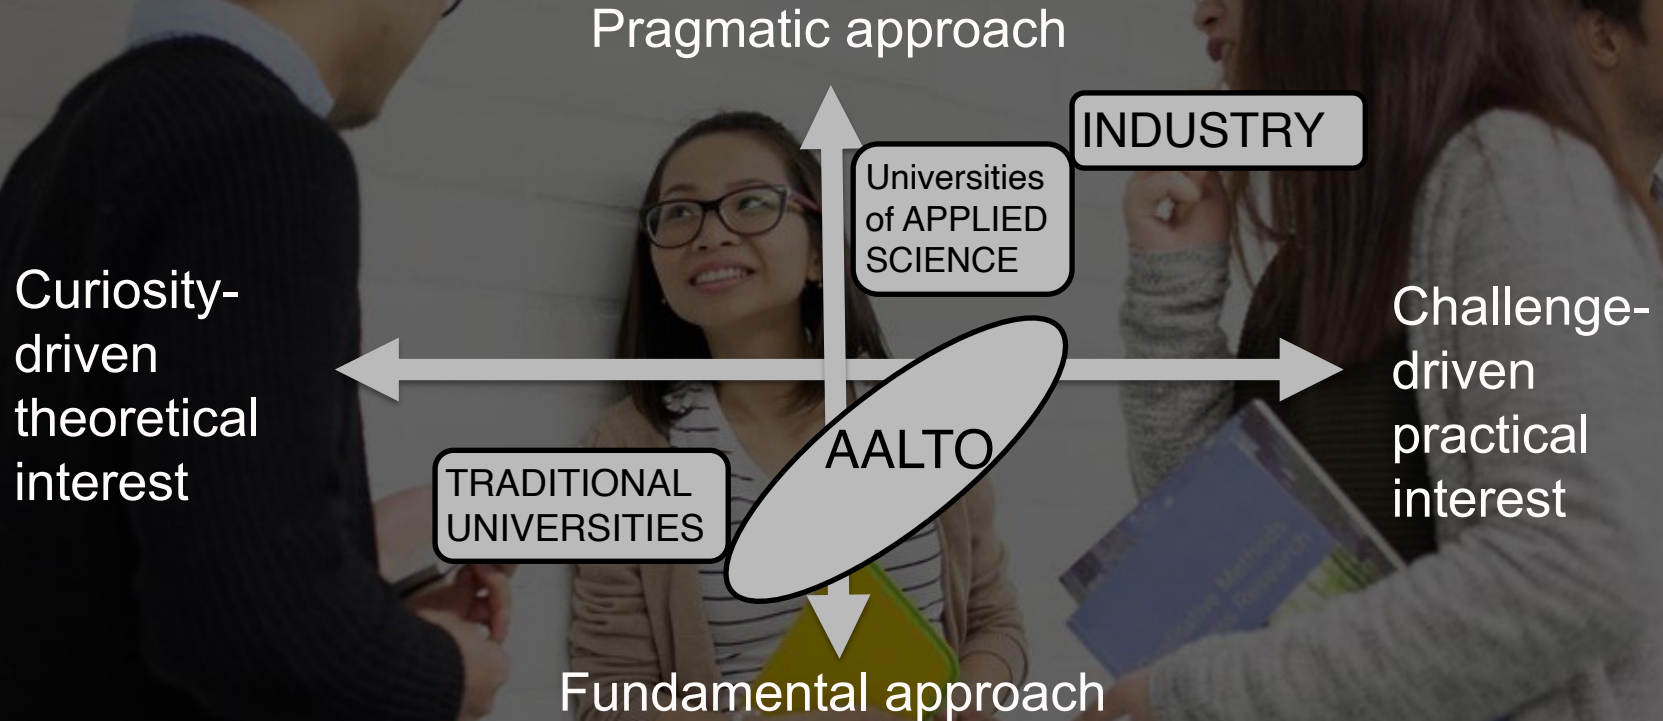 Pragmatic approach
INDUSTRY
Universities
of APPLIED
SCIENCE
Curiosity-
driven
theoretical
interest
Challenge-
driven
practical
interest
AALTO
TRADITIONAL
UNIVERSITIES
Fundamental approach